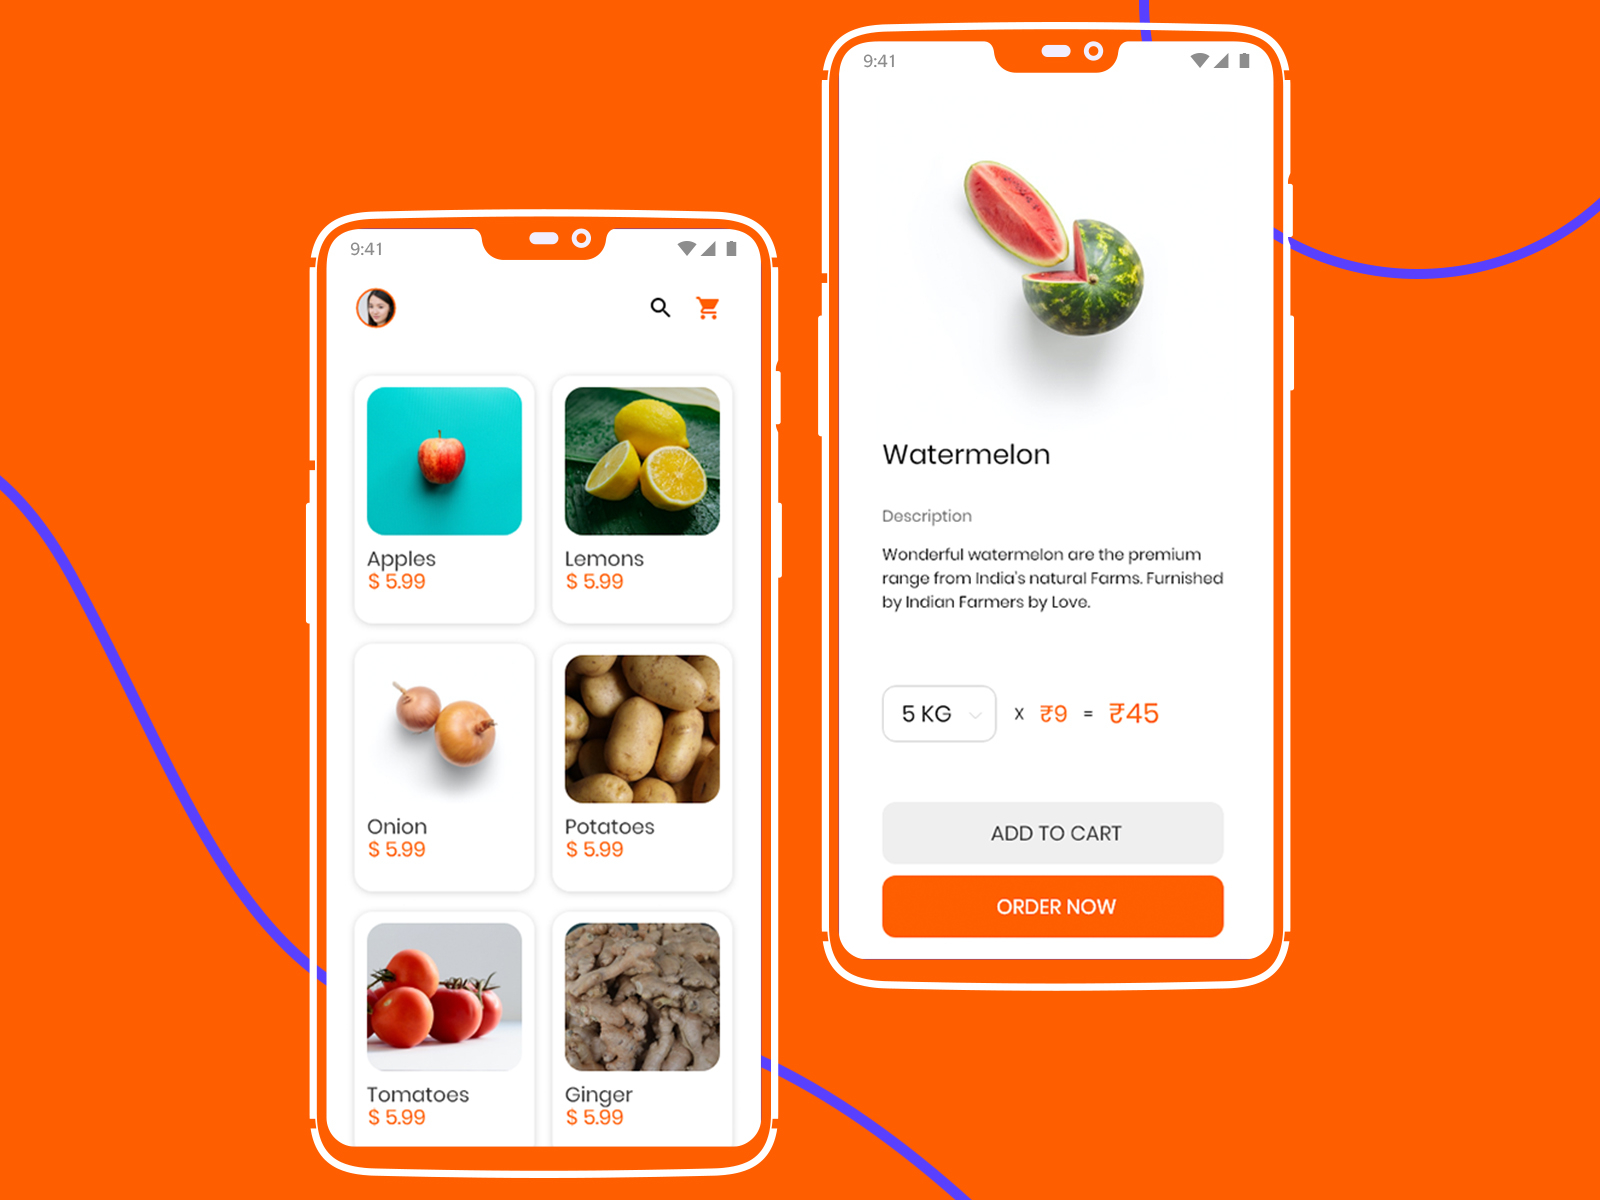 9:41
Apples
$ 5.99
Lemons
$ 5.99
Onion
$ 5.99
Potatoes
$ 5.99
Tomatoes
$ 5.99
Ginger
$ 5.99
9:41
Watermelon
Description
Wonderful watermelon are the premium
range from India's natural Farms. Furnished
by Indian Farmers by Love.
5 KG x ₹9 = ₹45
ADD TO CART
ORDER NOW